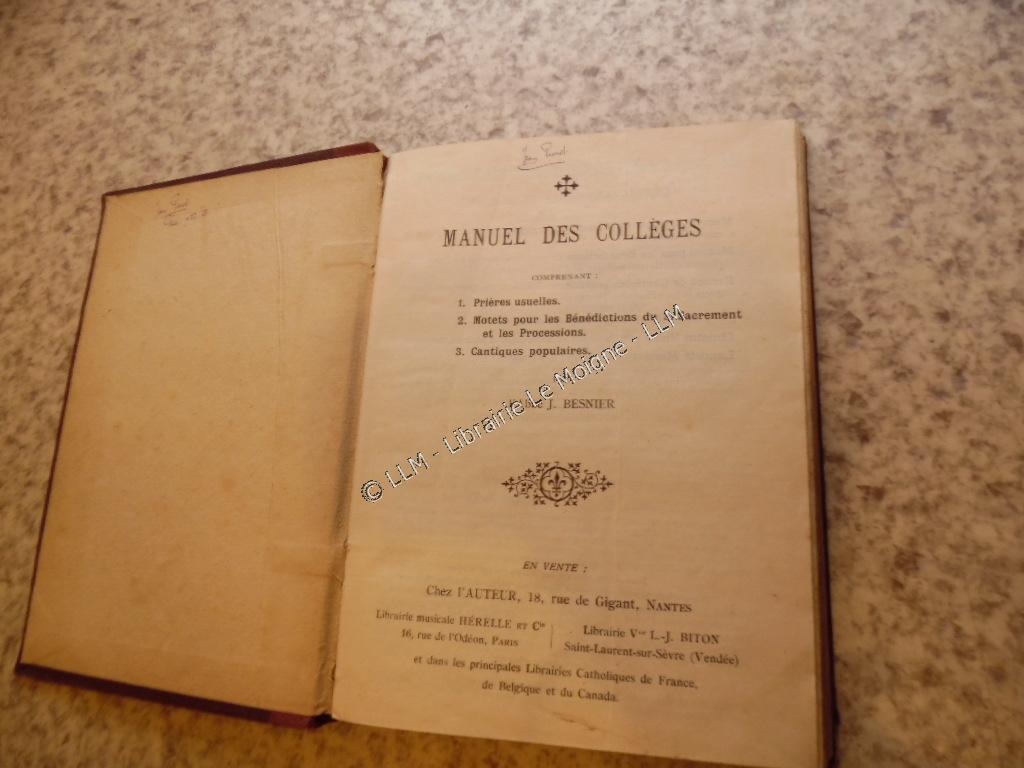 MANUEL DES COLLÈGES
COMPRENANT :
1. Prières usuelles.
2. Motets pour les Bénédictions du Sacrement
et les Processions.
3. Cantiques populaires.
J. BESNIER
© LLM - Librairie Le Moigne - LLM
EN VENTE :
Chez l'AUTEUR, 18, rue de Gigant, NANTES
Librairie musicale HÉRELLE ET Cie
16, rue de l'Odéon, PARIS
Librairie Vve L.-J. BITON
Saint-Laurent-sur-Sèvre (Vendée)
et dans les principales Librairies Catholiques de France,
de Belgique et du Canada.